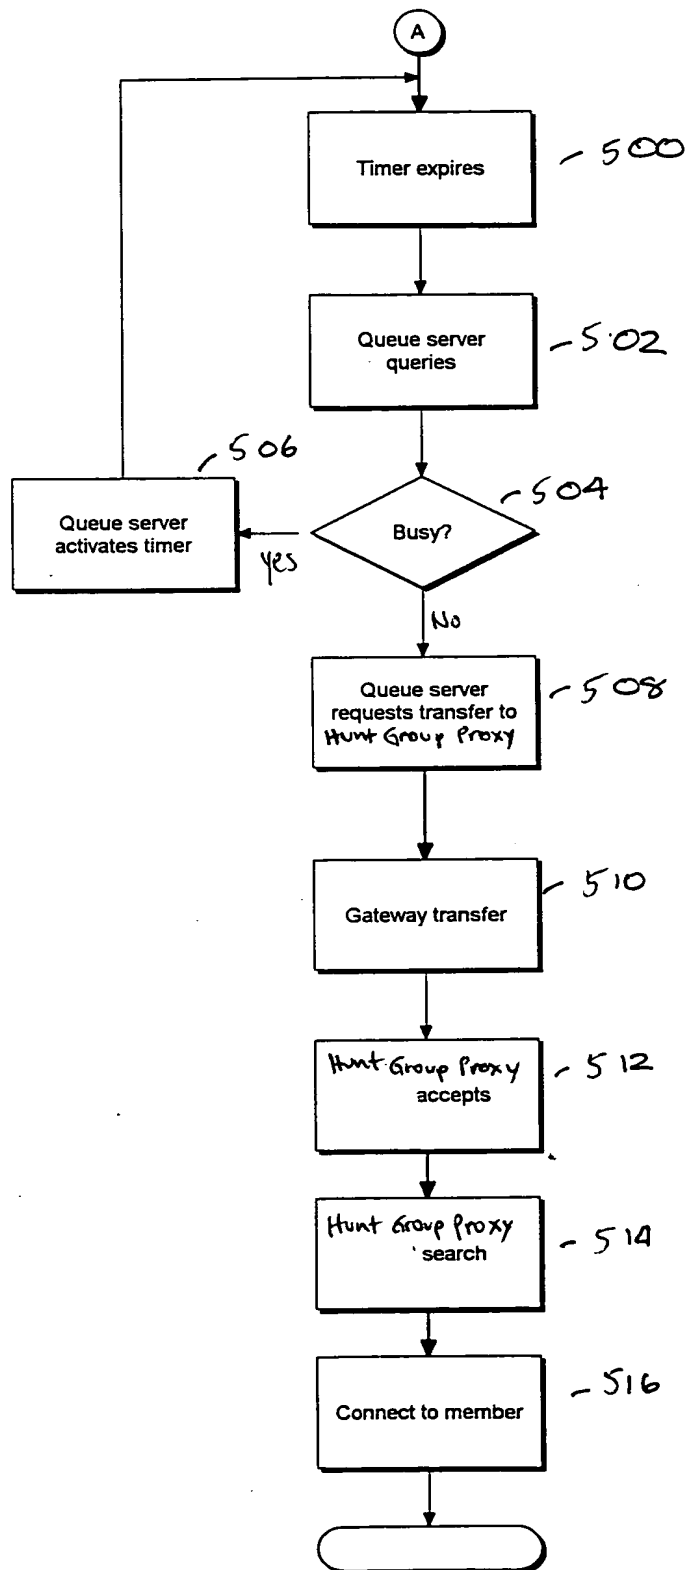 A
Timer expires
500
Queue server
queries
502
506
Queue server
activates timer
504
Busy?
yes
No
Queue server
requests transfer to
Hunt Group Proxy
508
Gateway transfer
510
Hunt Group Proxy
accepts
512
Hunt Group Proxy
search
514
Connect to member
516